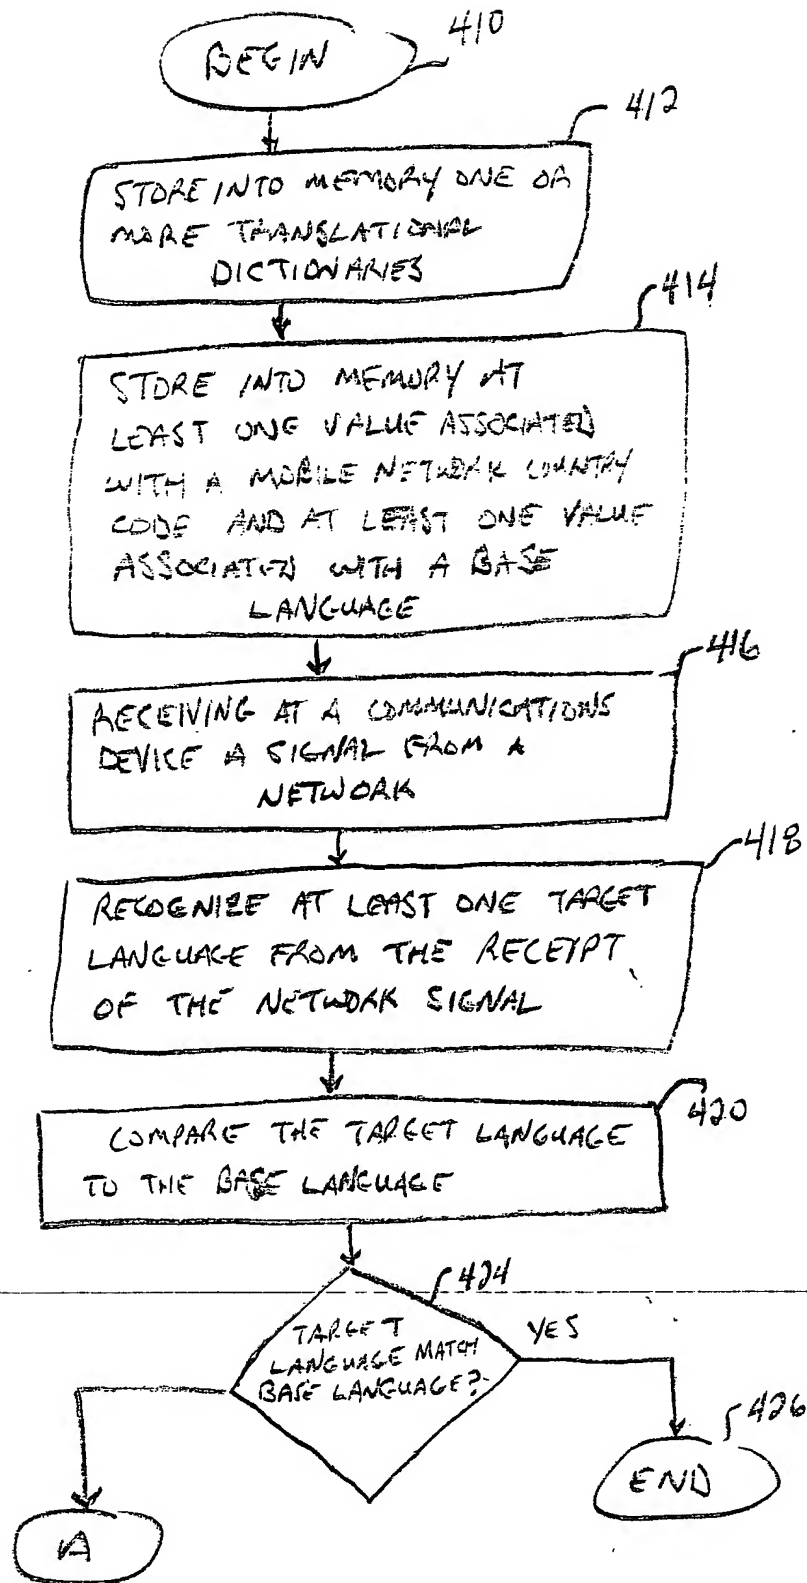 BEGIN
410
412
STORE INTO MEMORY ONE OR
MORE TRANSLATIONAL
DICTIONARIES
414
STORE INTO MEMORY AT
LEAST ONE VALUE ASSOCIATED
WITH A MOBILE NETWORK COUNTRY
CODE AND AT LEAST ONE VALUE
ASSOCIATED WITH A BASE
LANGUAGE
416
RECEIVING AT A COMMUNICATIONS
DEVICE A SIGNAL FROM A
NETWORK
418
RECOGNIZE AT LEAST ONE TARGET
LANGUAGE FROM THE RECEIPT
OF THE NETWORK SIGNAL
420
COMPARE THE TARGET LANGUAGE
TO THE BASE LANGUAGE
424
TARGET
LANGUAGE MATCH
BASE LANGUAGE?
YES
426
END
A